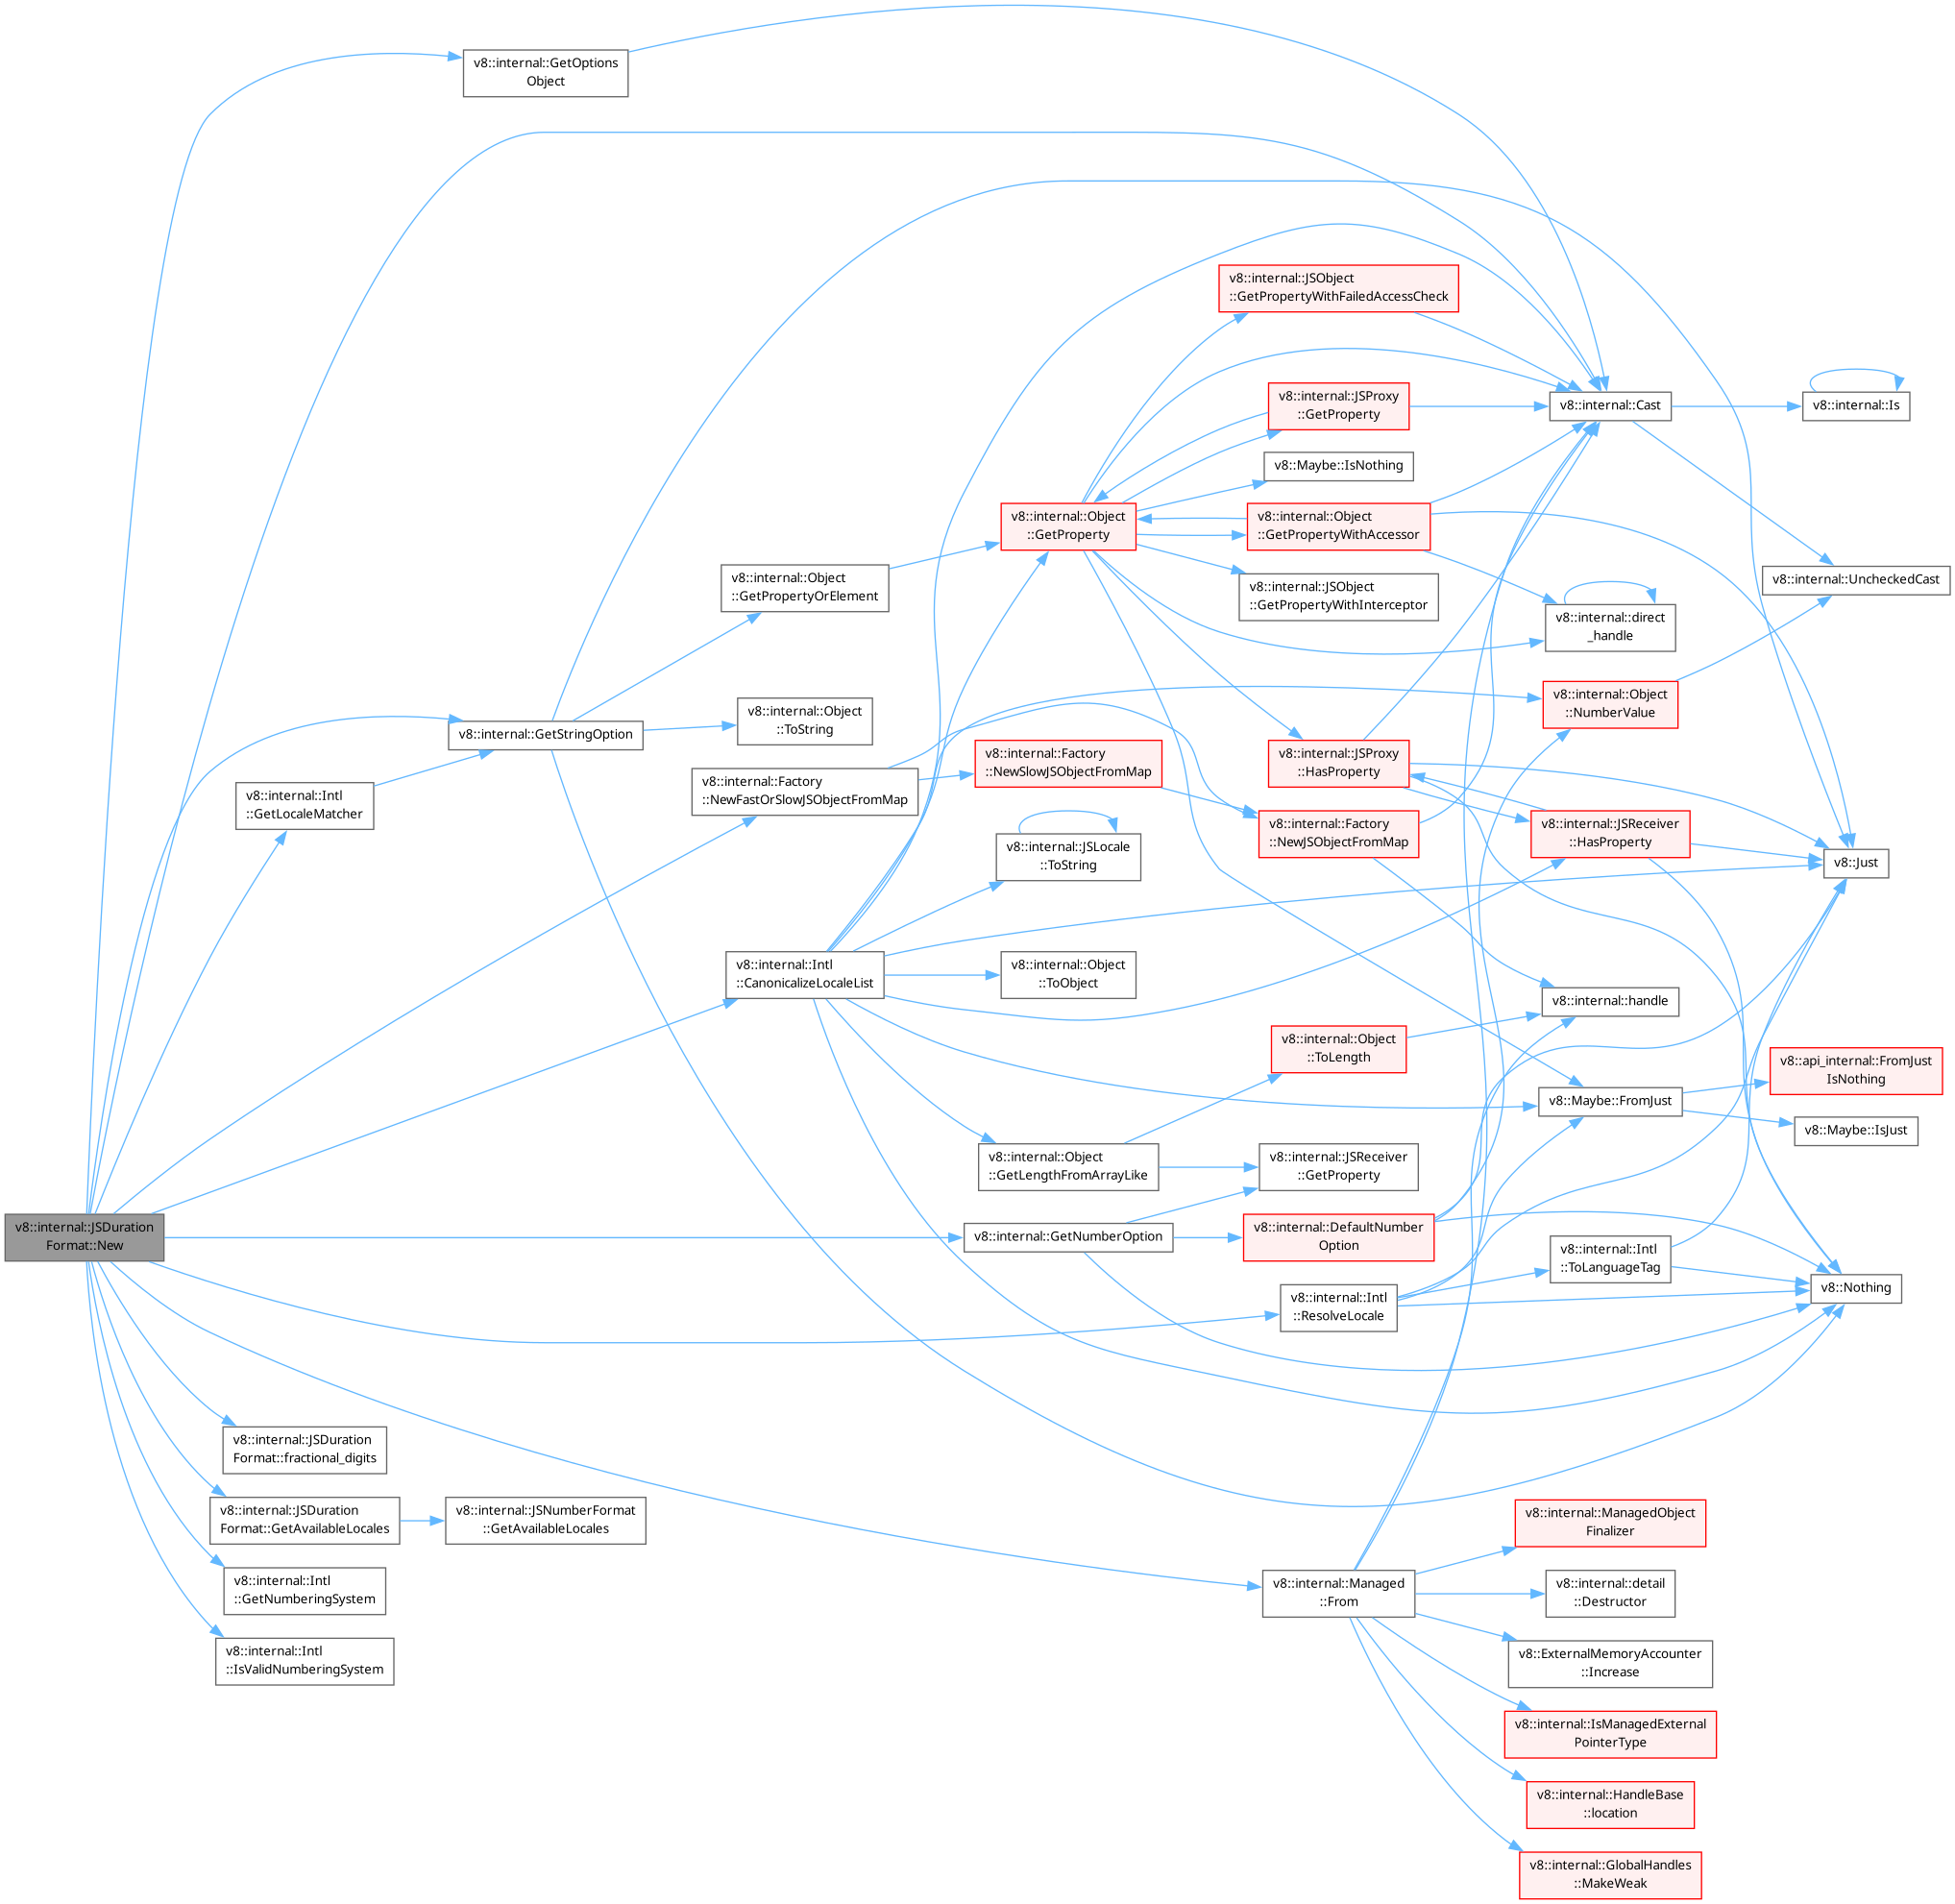 v8::internal::GetOptions
Object
v8::internal::JSObject
::GetPropertyWithFailedAccessCheck
v8::internal::JSProxy
::GetProperty
v8::internal::Cast
v8::internal::Is
v8::Maybe::IsNothing
v8::internal::Object
::GetProperty
v8::internal::Object
::GetPropertyWithAccessor
v8::internal::Object
::GetPropertyOrElement
v8::internal::JSObject
::GetPropertyWithInterceptor
v8::internal::UncheckedCast
v8::internal::direct
_handle
v8::internal::GetStringOption
v8::internal::Object
::ToString
v8::internal::Object
::NumberValue
v8::internal::Intl
::GetLocaleMatcher
v8::internal::Factory
::NewFastOrSlowJSObjectFromMap
v8::internal::Factory
::NewSlowJSObjectFromMap
v8::internal::JSProxy
::HasProperty
v8::internal::JSLocale
::ToString
v8::internal::Factory
::NewJSObjectFromMap
v8::internal::JSReceiver
::HasProperty
v8::Just
v8::internal::Intl
::CanonicalizeLocaleList
v8::internal::Object
::ToObject
v8::internal::handle
v8::internal::Object
::ToLength
v8::Maybe::FromJust
v8::api_internal::FromJust
IsNothing
v8::Maybe::IsJust
v8::internal::Object
::GetLengthFromArrayLike
v8::internal::JSReceiver
::GetProperty
v8::internal::JSDuration
Format::New
v8::internal::GetNumberOption
v8::internal::DefaultNumber
Option
v8::internal::Intl
::ToLanguageTag
v8::internal::Intl
::ResolveLocale
v8::Nothing
v8::internal::JSDuration
Format::fractional_digits
v8::internal::JSDuration
Format::GetAvailableLocales
v8::internal::JSNumberFormat
::GetAvailableLocales
v8::internal::Intl
::GetNumberingSystem
v8::internal::Intl
::IsValidNumberingSystem
v8::internal::Managed
::From
v8::internal::ManagedObject
Finalizer
v8::internal::detail
::Destructor
v8::ExternalMemoryAccounter
::Increase
v8::internal::IsManagedExternal
PointerType
v8::internal::HandleBase
::location
v8::internal::GlobalHandles
::MakeWeak